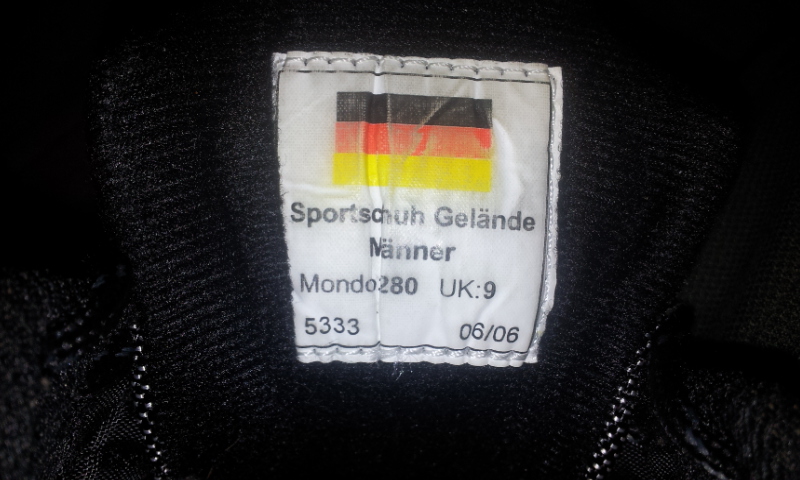 Sportschuh Gelände
Männer
Mondo280 UK:9
5333 06/06